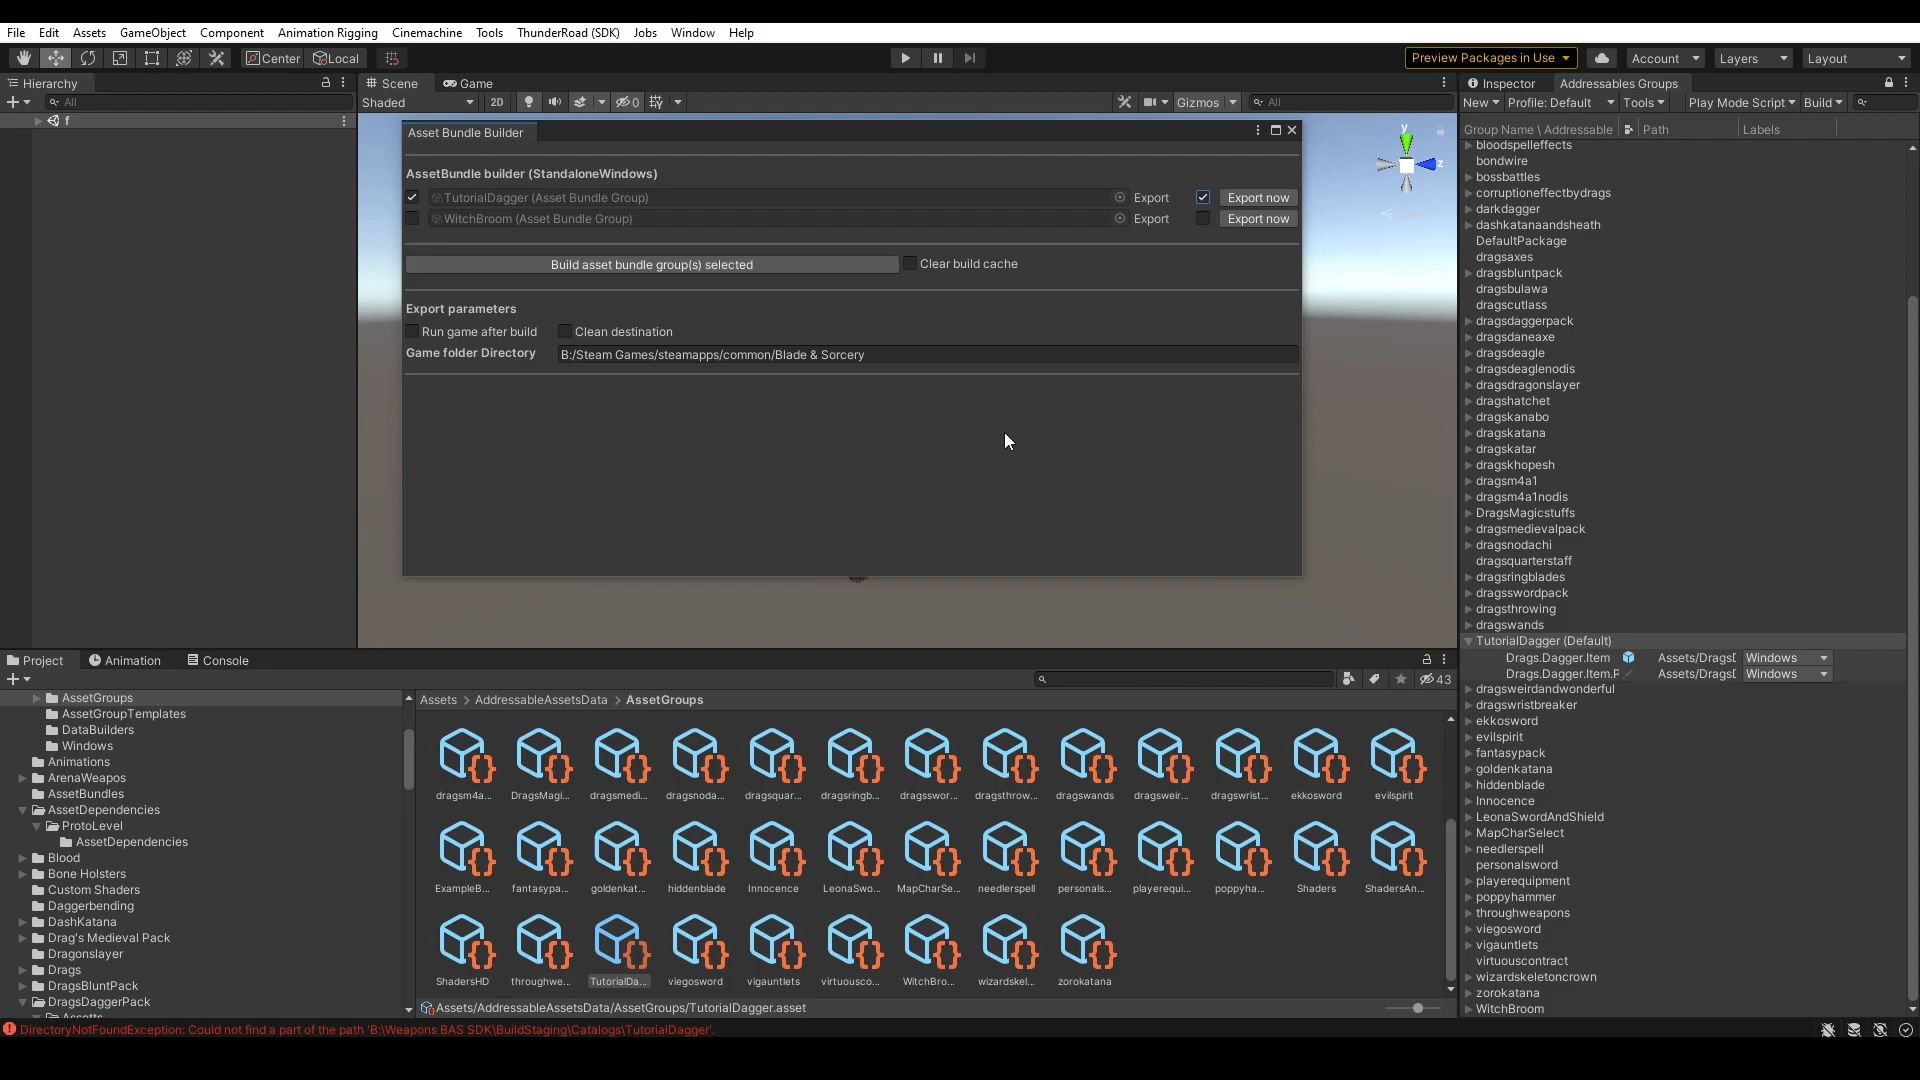 File Edit Assets GameObject Component Animation Rigging Cinemachine Tools ThunderRoad (SDK) Jobs Window Help
Center Local Preview Packages in Use Account Layers Layout
Hierarchy Scene Game Inspector Addressables Groups
All Shaded 2D 0 Gizmos All New Profile: Default Tools Play Mode Script Build
f
Asset Bundle Builder
AssetBundle builder (StandaloneWindows)
TutorialDagger (Asset Bundle Group) Export Export now
WitchBroom (Asset Bundle Group) Export Export now
Build asset bundle group(s) selected Clear build cache
Export parameters
Run game after build Clean destination
Game folder Directory B:/Steam Games/steamapps/common/Blade & Sorcery
y
z
Group Name \ Addressable Path Labels
bloodspelleffects
bondwire
bossbattles
corruptioneffectbydrags
darkdagger
dashkatanaandsheath
DefaultPackage
dragsaxes
dragsbluntpack
dragsbulawa
dragscutlass
dragsdaggerpack
dragsdaneaxe
dragsdeagle
dragsdeaglenodis
dragsdragonslayer
dragshatchet
dragskanabo
dragskatana
dragskatar
dragskhopesh
dragsm4a1
dragsm4a1nodis
DragsMagicstuffs
dragsmedievalpack
dragsnodachi
dragsquarterstaff
dragsringblades
dragsswordpack
dragsthrowing
dragswands
TutorialDagger (Default)
Drags.Dagger.Item Assets/DragsD Windows
Drags.Dagger.Item.P Assets/DragsD Windows
dragsweirdandwonderful
dragswristbreaker
ekkosword
evilspirit
fantasypack
goldenkatana
hiddenblade
Innocence
LeonaSwordAndShield
MapCharSelect
needlerspell
personalsword
playerequipment
poppyhammer
throughweapons
viegosword
vigauntlets
virtuouscontract
wizardskeletoncrown
zorokatana
WitchBroom
Project Animation Console
43
AssetGroups
AssetGroupTemplates
DataBuilders
Windows
Animations
ArenaWeapos
AssetBundles
AssetDependencies
ProtoLevel
AssetDependencies
Blood
Bone Holsters
Custom Shaders
Daggerbending
DashKatana
Drag's Medieval Pack
Dragonslayer
Drags
DragsBluntPack
DragsDaggerPack
Assetts
Assets > AddressableAssetsData > AssetGroups
dragsm4a... DragsMagi... dragsmedi... dragsnoda... dragsquar... dragsringb... dragsswor... dragsthrow... dragswands dragsweir... dragswrist... ekkosword evilspirit
ExampleB... fantasypa... goldenkat... hiddenblade Innocence LeonaSwo... MapCharSe... needlerspell personals... playerequi... poppyha... Shaders ShadersAn...
ShadersHD throughwe... TutorialDa... viegosword vigauntlets virtuousco... WitchBro... wizardskel... zorokatana
Assets/AddressableAssetsData/AssetGroups/TutorialDagger.asset
DirectoryNotFoundException: Could not find a part of the path 'B:\Weapons BAS SDK\BuildStaging\Catalogs\TutorialDagger'.